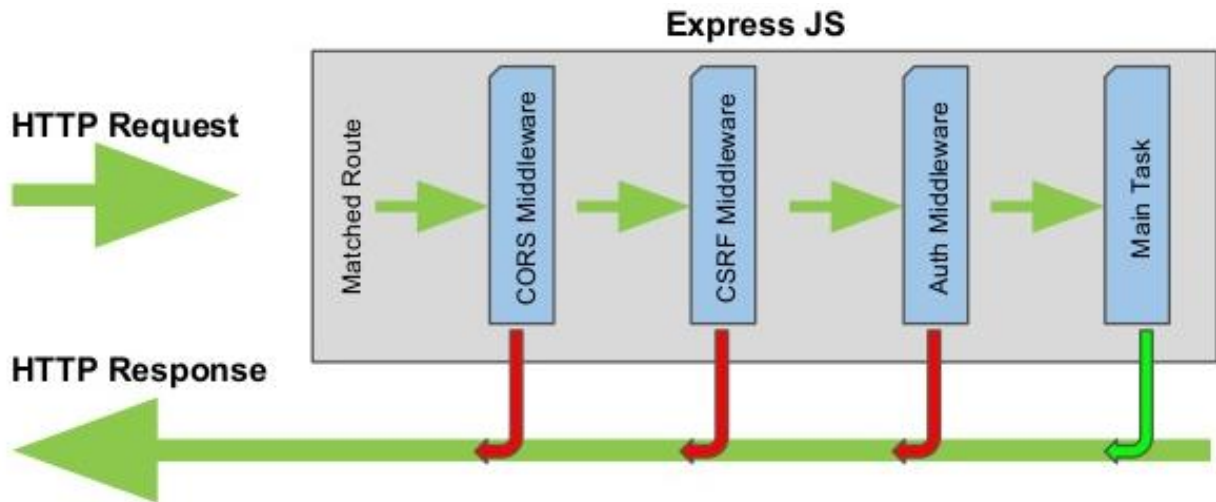 Express JS
HTTP Request
Matched Route
CORS Middleware
CSRF Middleware
Auth Middleware
Main Task
HTTP Response